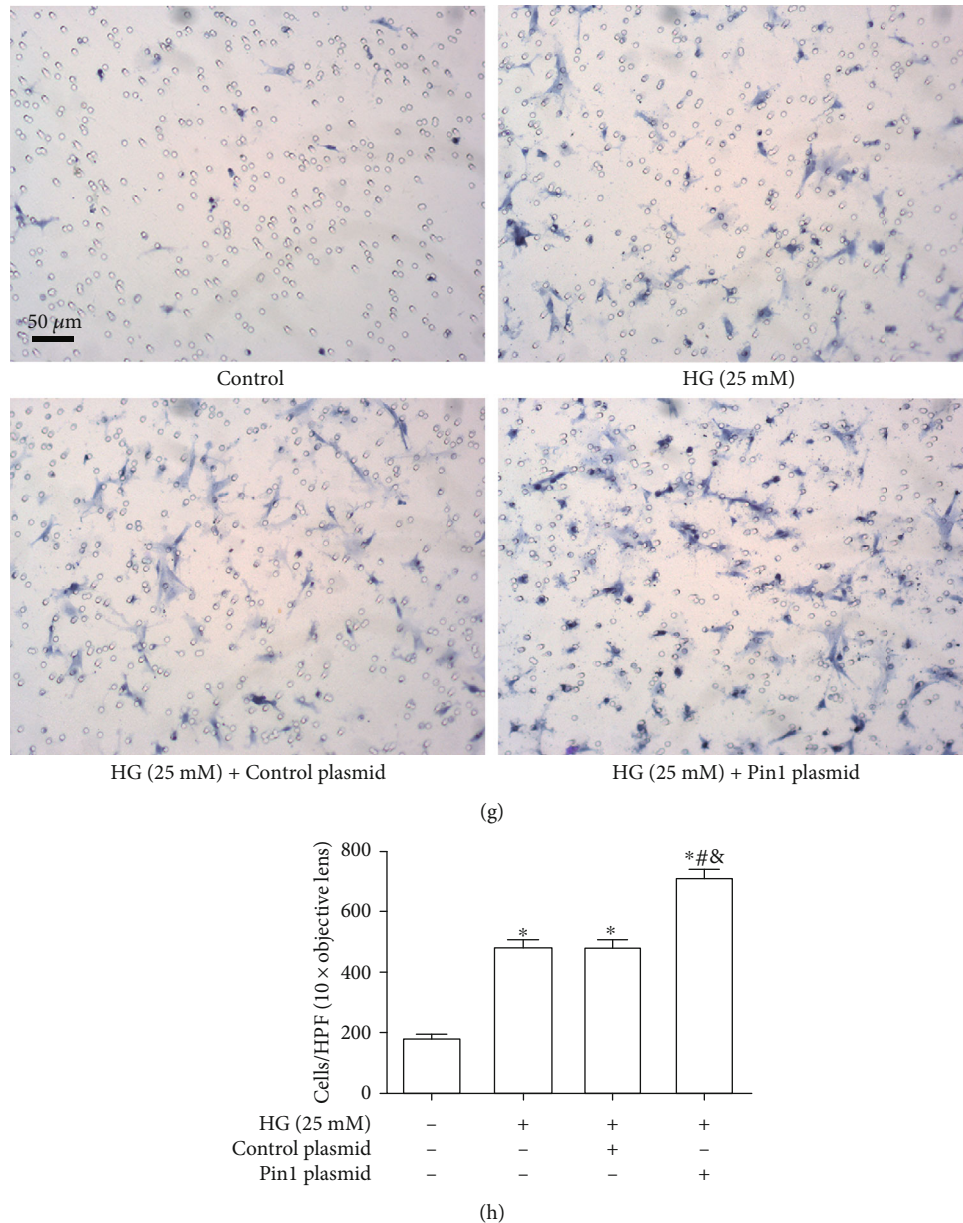 50 μm
Control
HG (25 mM)
HG (25 mM) + Control plasmid
HG (25 mM) + Pin1 plasmid
(g)
Cells/HPF (10 × objective lens)
800
600
400
200
0
*
*
*#&
HG (25 mM) – + + +
Control plasmid – – + –
Pin1 plasmid – – – +
(h)